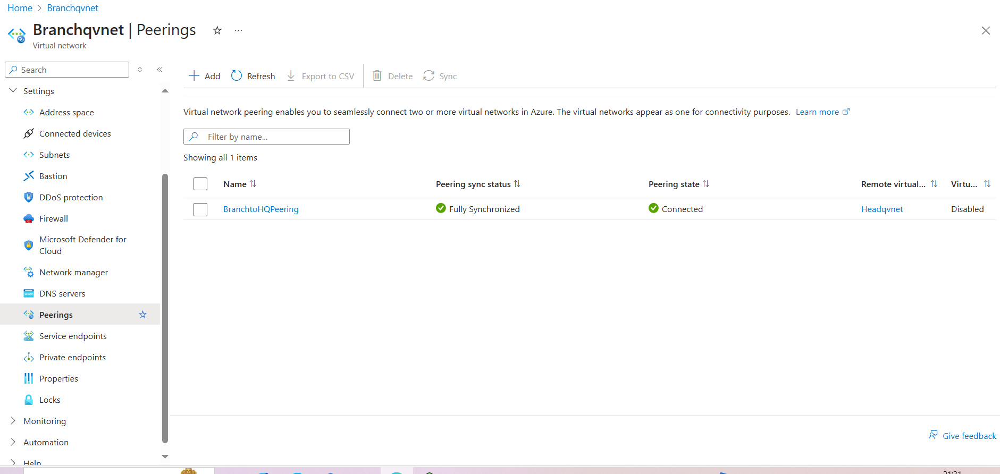 Home > Branchqvnet
Branchqvnet | Peerings
Virtual network
Search
Settings
Address space
Connected devices
Subnets
Bastion
DDoS protection
Firewall
Microsoft Defender for
Cloud
Network manager
DNS servers
Peerings
Service endpoints
Private endpoints
Properties
Locks
Monitoring
Automation
Help
Add Refresh Export to CSV Delete Sync
Virtual network peering enables you to seamlessly connect two or more virtual networks in Azure. The virtual networks appear as one for connectivity purposes. Learn more
Filter by name...
Showing all 1 items
Name Peering sync status Peering state Remote virtual... Virtu...
BranchtoHQPeering Fully Synchronized Connected Headqvnet Disabled
Give feedback